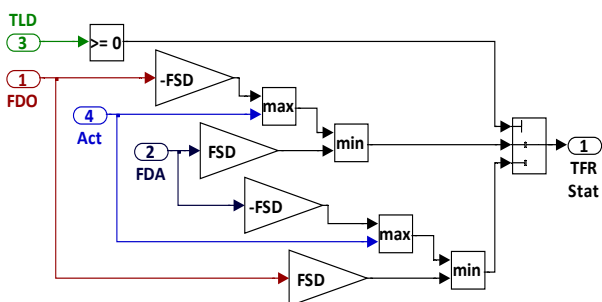 TLD
3
>= 0
1
FDO
-FSD
max
4
Act
min
2
FDA
FSD
1
TFR
Stat
-FSD
max
min
FSD